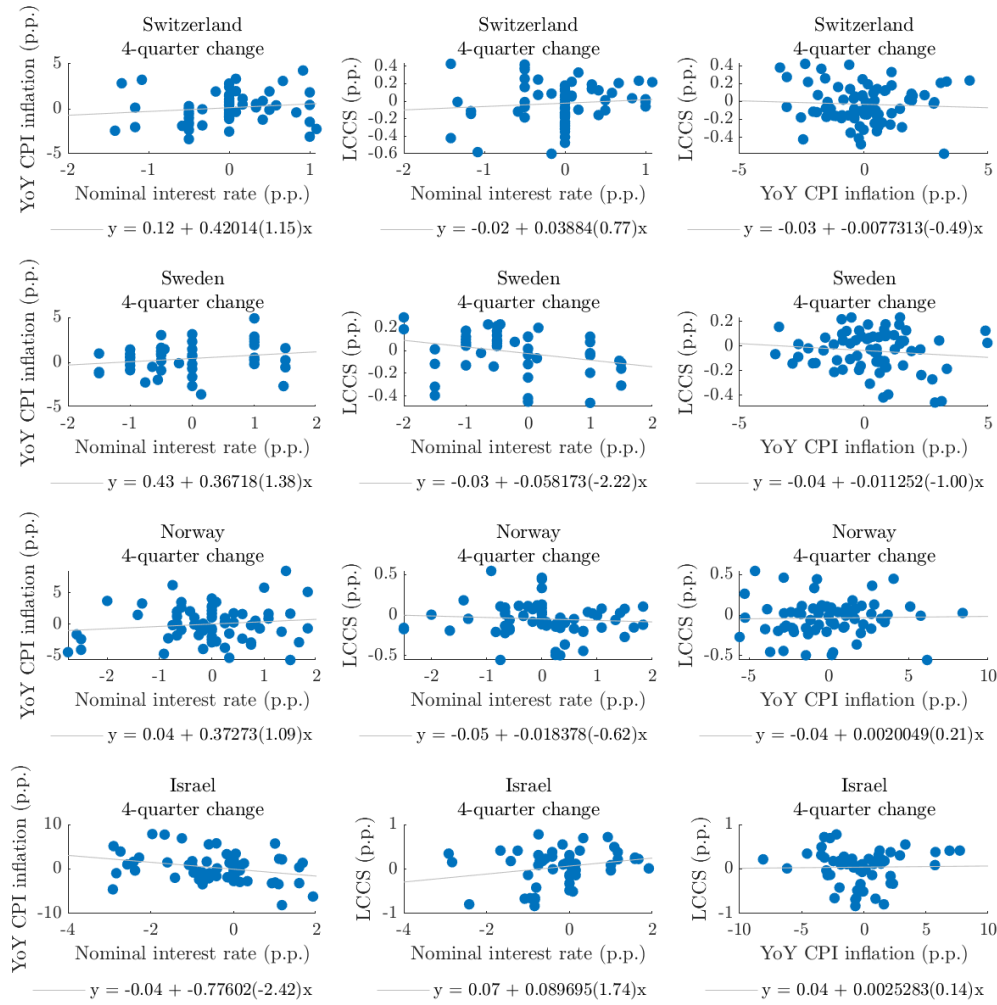 Switzerland
4-quarter change
YoY CPI inflation (p.p.)
5
0
-5
-2 -1 0 1
Nominal interest rate (p.p.)
y = 0.12 + 0.42014(1.15)x
Switzerland
4-quarter change
LCCS (p.p.)
0.4
0.2
0
-0.2
-0.4
-0.6
-2 -1 0 1
Nominal interest rate (p.p.)
y = -0.02 + 0.03884(0.77)x
Switzerland
4-quarter change
LCCS (p.p.)
0.4
0.2
0
-0.2
-0.4
-0.6
-5 0 5
YoY CPI inflation (p.p.)
y = -0.03 + -0.0077313(-0.49)x
Sweden
4-quarter change
YoY CPI inflation (p.p.)
5
0
-5
-2 -1 0 1 2
Nominal interest rate (p.p.)
y = 0.43 + 0.36718(1.38)x
Sweden
4-quarter change
LCCS (p.p.)
0.2
0
-0.2
-0.4
-2 -1 0 1 2
Nominal interest rate (p.p.)
y = -0.03 + -0.058173(-2.22)x
Sweden
4-quarter change
LCCS (p.p.)
0.2
0
-0.2
-0.4
-5 0 5
YoY CPI inflation (p.p.)
y = -0.04 + -0.011252(-1.00)x
Norway
4-quarter change
YoY CPI inflation (p.p.)
5
0
-5
-2 -1 0 1 2
Nominal interest rate (p.p.)
y = 0.04 + 0.37273(1.09)x
Norway
4-quarter change
LCCS (p.p.)
0.5
0
-0.5
-2 -1 0 1 2
Nominal interest rate (p.p.)
y = -0.05 + -0.018378(-0.62)x
Norway
4-quarter change
LCCS (p.p.)
0.5
0
-0.5
-5 0 5 10
YoY CPI inflation (p.p.)
y = -0.04 + 0.0020049(0.21)x
Israel
4-quarter change
YoY CPI inflation (p.p.)
10
0
-10
-4 -2 0 2
Nominal interest rate (p.p.)
y = -0.04 + -0.77602(-2.42)x
Israel
4-quarter change
LCCS (p.p.)
1
0
-1
-4 -2 0 2
Nominal interest rate (p.p.)
y = 0.07 + 0.089695(1.74)x
Israel
4-quarter change
LCCS (p.p.)
1
0
-1
-10 -5 0 5 10
YoY CPI inflation (p.p.)
y = 0.04 + 0.0025283(0.14)x